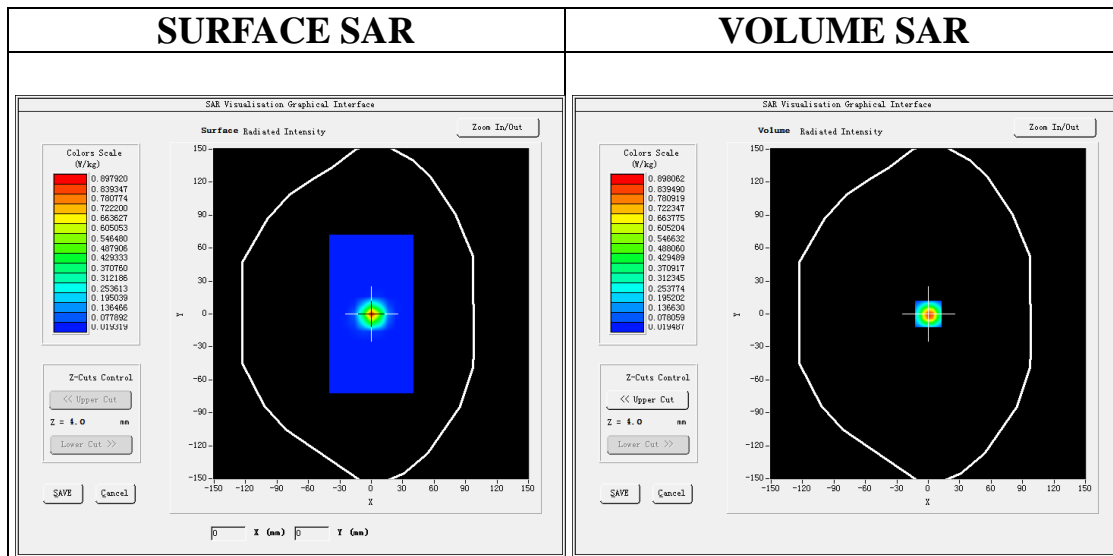 SURFACE SAR
VOLUME SAR
SAR Visualisation Graphical Interface
Surface Radiated Intensity
Zoom In/Out
Colors Scale
(W/kg)
0.897920
0.839347
0.780774
0.722200
0.663627
0.605053
0.546480
0.487906
0.429333
0.370760
0.312186
0.253613
0.195039
0.136466
0.077892
0.019319
Z-Cuts Control
<< Upper Cut
Z = 4.0 mm
Lower Cut >>
SAVE
Cancel
150
120
90
60
30
0
-30
-60
-90
-120
-150
Y
-150 -120 -90 -60 -30 0 30 60 90 120 150
X
0 X (mm) 0 Y (mm)
SAR Visualisation Graphical Interface
Volume Radiated Intensity
Zoom In/Out
Colors Scale
(W/kg)
0.898062
0.839490
0.780919
0.722347
0.663775
0.605204
0.546632
0.488060
0.429489
0.370917
0.312345
0.253774
0.195202
0.136630
0.078059
0.019487
Z-Cuts Control
<< Upper Cut
Z = 4.0 mm
Lower Cut >>
SAVE
Cancel
150
120
90
60
30
0
-30
-60
-90
-120
-150
Y
-150 -120 -90 -60 -30 0 30 60 90 120 150
X